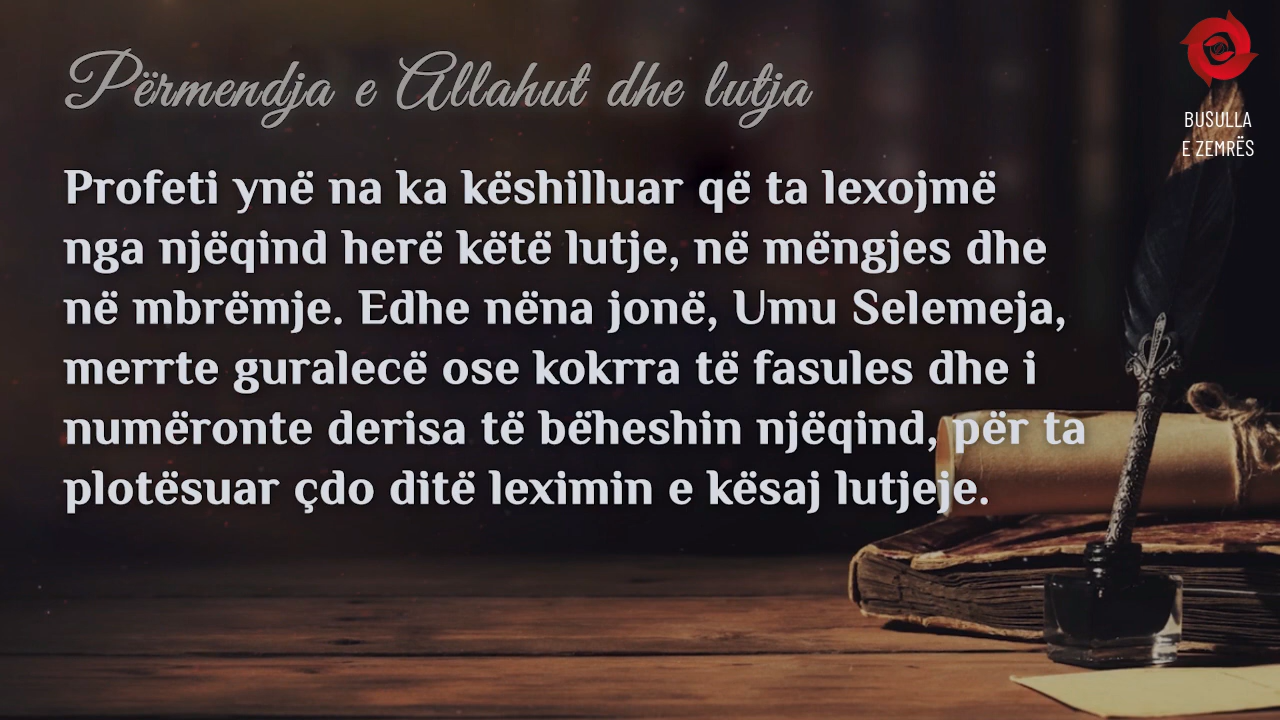 Përmendja e Allahut dhe lutja
BUSULLA
E ZEMRËS
Profeti ynë na ka këshilluar që ta lexojmë
nga njëqind herë këtë lutje, në mëngjes dhe
në mbrëmje. Edhe nëna jonë, Umu Selemeja,
merrte guralecë ose kokrra të fasules dhe i
numëronte derisa të bëheshin njëqind, për ta
plotësuar çdo ditë leximin e kësaj lutjeje.